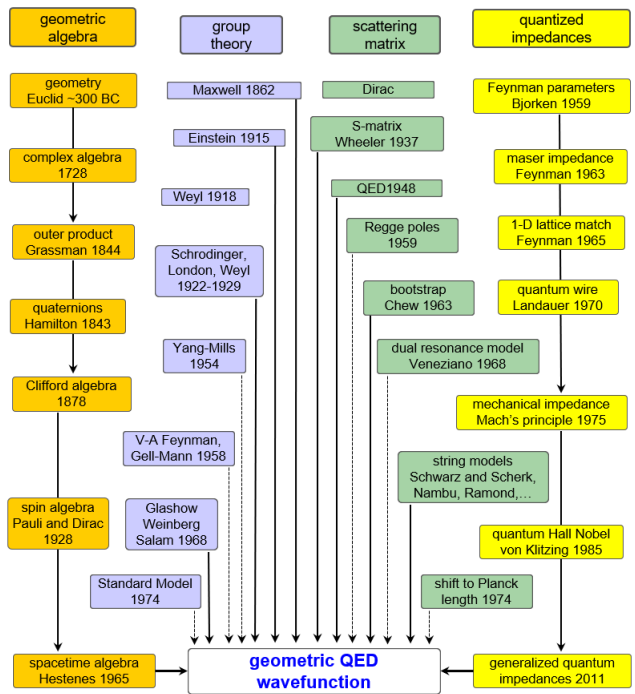 geometric
algebra
group
theory
scattering
matrix
quantized
impedances
geometry
Euclid ~300 BC
complex algebra
1728
outer product
Grassman 1844
quaternions
Hamilton 1843
Clifford algebra
1878
spin algebra
Pauli and Dirac
1928
spacetime algebra
Hestenes 1965
Maxwell 1862
Einstein 1915
Weyl 1918
Schrodinger,
London, Weyl
1922-1929
Yang-Mills
1954
V-A Feynman,
Gell-Mann 1958
Glashow
Weinberg
Salam 1968
Standard Model
1974
Dirac
S-matrix
Wheeler 1937
QED1948
Regge poles
1959
bootstrap
Chew 1963
dual resonance model
Veneziano 1968
string models
Schwarz and Scherk,
Nambu, Ramond,…
shift to Planck
length 1974
Feynman parameters
Bjorken 1959
maser impedance
Feynman 1963
1-D lattice match
Feynman 1965
quantum wire
Landauer 1970
mechanical impedance
Mach's principle 1975
quantum Hall Nobel
von Klitzing 1985
generalized quantum
impedances 2011
geometric QED
wavefunction